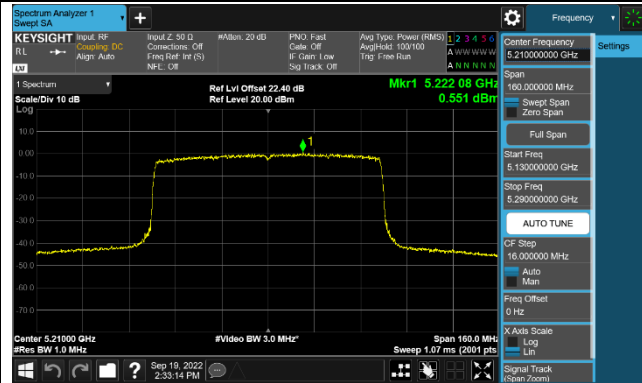 Spectrum Analyzer 1
Swept SA
+
Frequency
KEYSIGHT
RL
LXI
Input: RF
Coupling: DC
Align: Auto
Input Z: 50 Ω
Corrections: Off
Freq Ref: Int (S)
NFE: Off
#Atten: 20 dB
PNO: Fast
Gate: Off
IF Gain: Low
Sig Track: Off
Avg Type: Power (RMS)
Avg|Hold: 100/100
Trig: Free Run
1 2 3 4 5 6
A W W W W W
A N N N N N
1 Spectrum
Scale/Div 10 dB
Log
Ref Lvl Offset 22.40 dB
Ref Level 20.00 dBm
Mkr1 5.222 08 GHz
0.551 dBm
10.0
0.00
-10.0
-20.0
-30.0
-40.0
-50.0
-60.0
-70.0
1
Center 5.21000 GHz
#Res BW 1.0 MHz
#Video BW 3.0 MHz*
Span 160.0 MHz
Sweep 1.07 ms (2001 pts)
Sep 19, 2022
2:33:14 PM
?
Center Frequency
5.210000000 GHz
Span
160.000000 MHz
Swept Span
Zero Span
Full Span
Start Freq
5.130000000 GHz
Stop Freq
5.290000000 GHz
AUTO TUNE
CF Step
16.000000 MHz
Auto
Man
Freq Offset
0 Hz
X Axis Scale
Log
Lin
Signal Track
(Span Zoom)
Settings